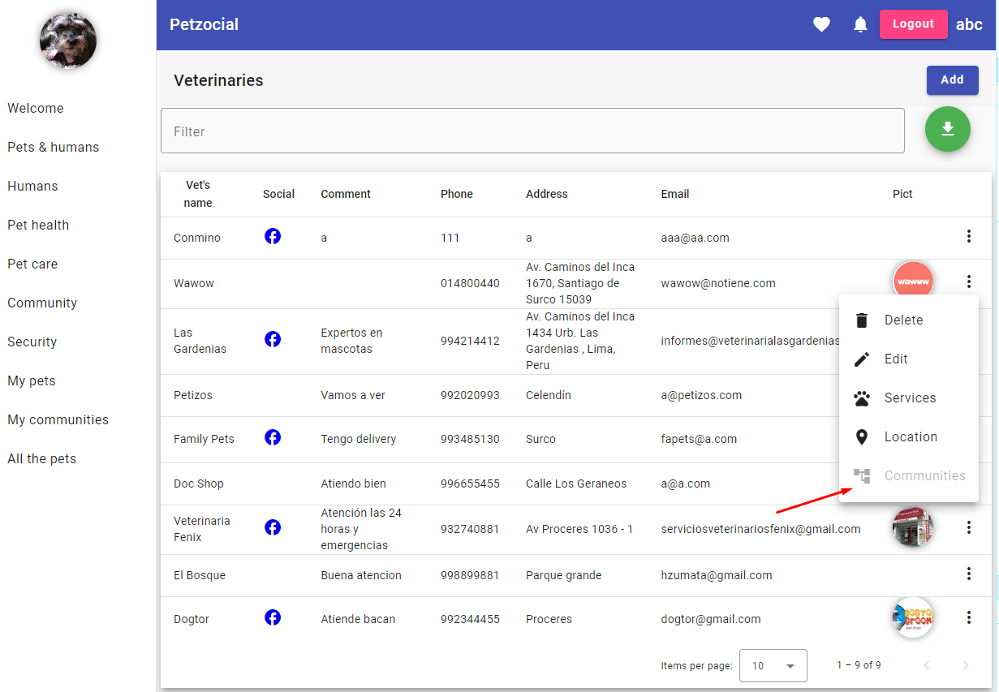 Petzocial
Logout
abc
Welcome
Pets & humans
Humans
Pet health
Pet care
Community
Security
My pets
My communities
All the pets
Veterinaries
Add
Filter
Vet's
name
Social
Comment
Phone
Address
Email
Pict
Conmino
a
111
a
aaa@aa.com
Wawow
014800440
Av. Caminos del Inca
1670, Santiago de
Surco 15039
wawow@notiene.com
wawow
Las
Gardenias
Expertos en
mascotas
994214412
Av. Caminos del Inca
1434 Urb. Las
Gardenias , Lima,
Peru
informes@veterinarialasgardenias
Petizos
Vamos a ver
992020993
Celendín
a@petizos.com
Family Pets
Tengo delivery
993485130
Surco
fapets@a.com
Doc Shop
Atiendo bien
996655455
Calle Los Geraneos
a@a.com
Veterinaria
Fenix
Atención las 24
horas y
emergencias
932740881
Av Proceres 1036 - 1
serviciosveterinariosfenix@gmail.com
El Bosque
Buena atencion
998899881
Parque grande
hzumata@gmail.com
Dogtor
Atiende bacan
992344455
Proceres
dogtor@gmail.com
Delete
Edit
Services
Location
Communities
Items per page:
10
1 – 9 of 9